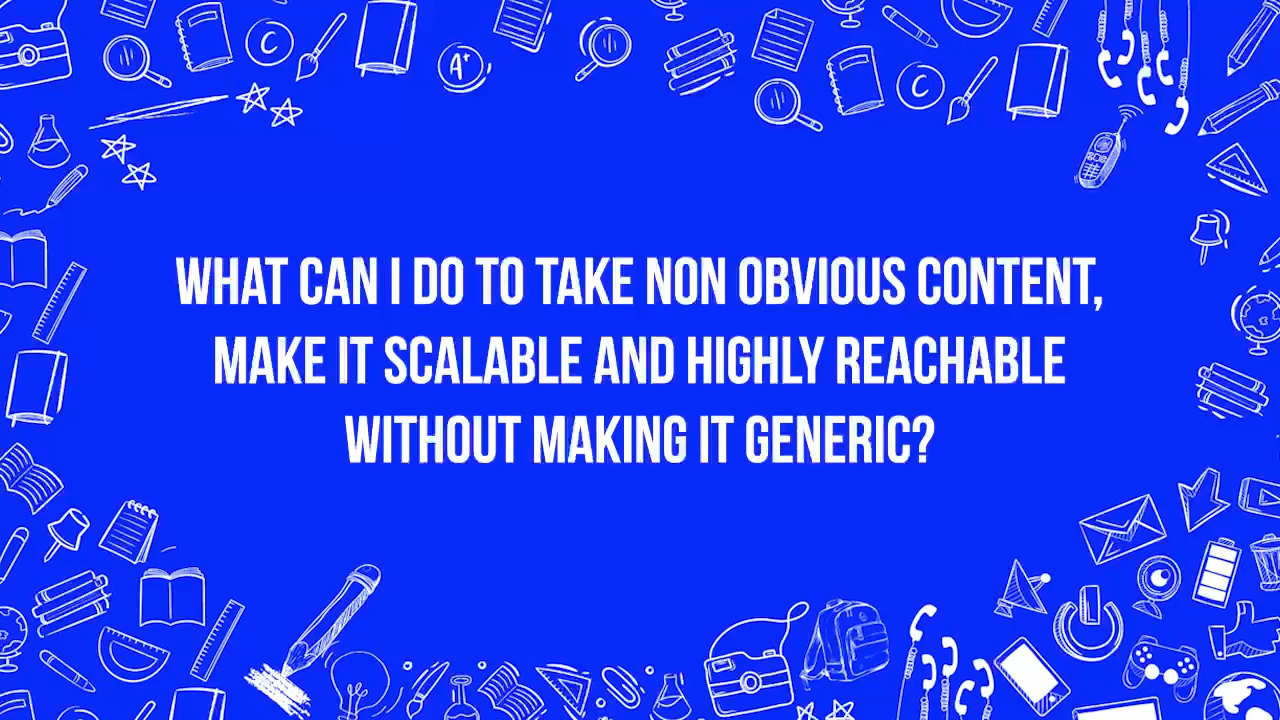 C
A+
C
WHAT CAN I DO TO TAKE NON OBVIOUS CONTENT,
MAKE IT SCALABLE AND HIGHLY REACHABLE
WITHOUT MAKING IT GENERIC?